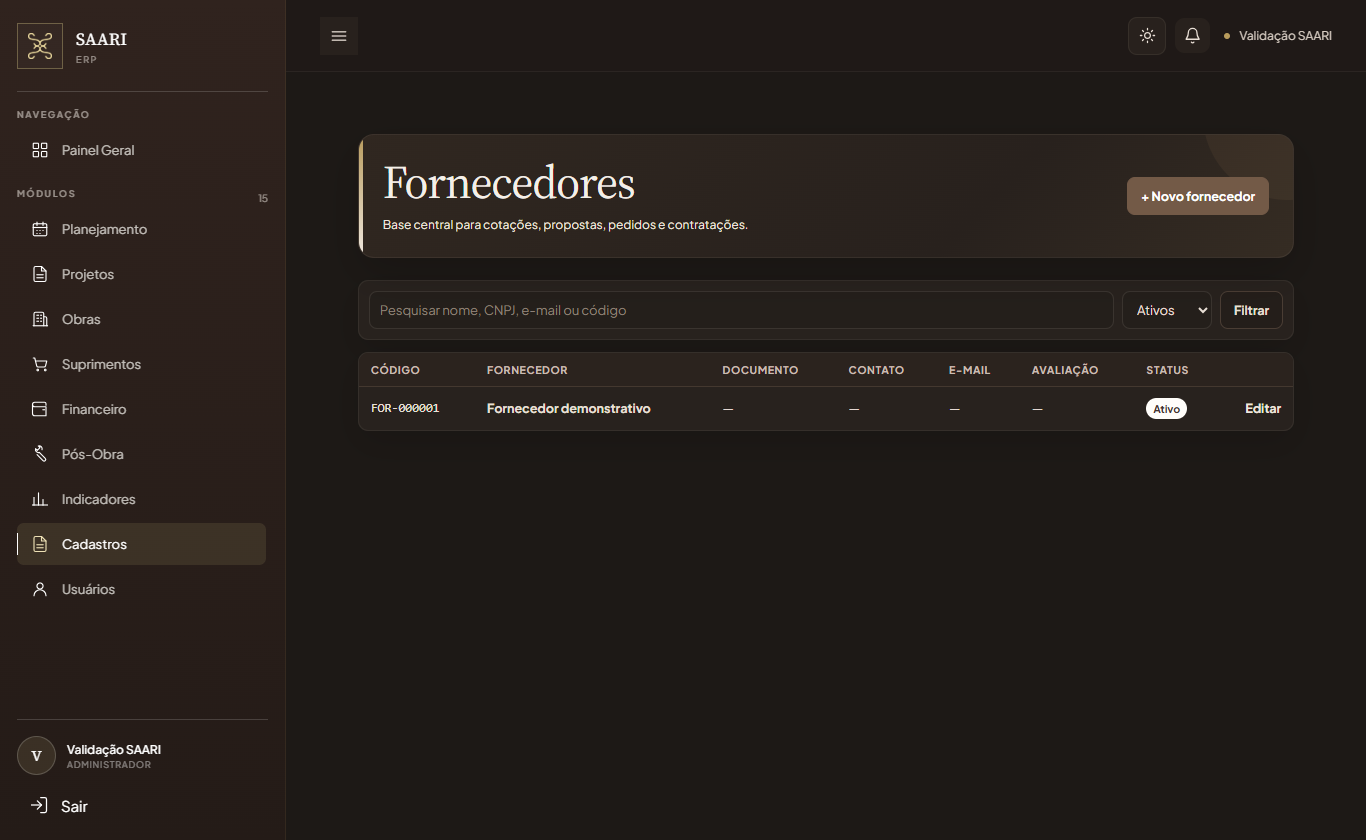 SAARI
ERP
NAVEGAÇÃO
Painel Geral
MÓDULOS 15
Planejamento
Projetos
Obras
Suprimentos
Financeiro
Pós-Obra
Indicadores
Cadastros
Usuários
V
Validação SAARI
ADMINISTRADOR
Sair
Validação SAARI
Fornecedores
Base central para cotações, propostas, pedidos e contratações.
+ Novo fornecedor
Pesquisar nome, CNPJ, e-mail ou código
Ativos
Filtrar
CÓDIGO FORNECEDOR DOCUMENTO CONTATO E-MAIL AVALIAÇÃO STATUS
FOR-000001 Fornecedor demonstrativo — — — — Ativo Editar